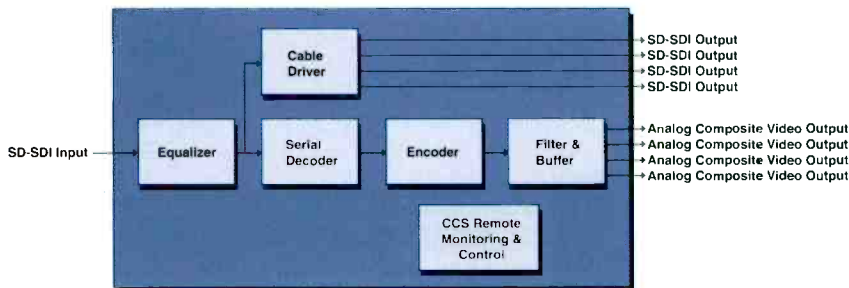 Cable
Driver
SD-SDI Output
SD-SDI Output
SD-SDI Output
SD-SDI Output
SD-SDI Input
Equalizer
Serial
Decoder
Encoder
Filter &
Buffer
Analog Composite Video Output
Analog Composite Video Output
Analog Composite Video Output
Analog Composite Video Output
CCS Remote
Monitoring &
Control